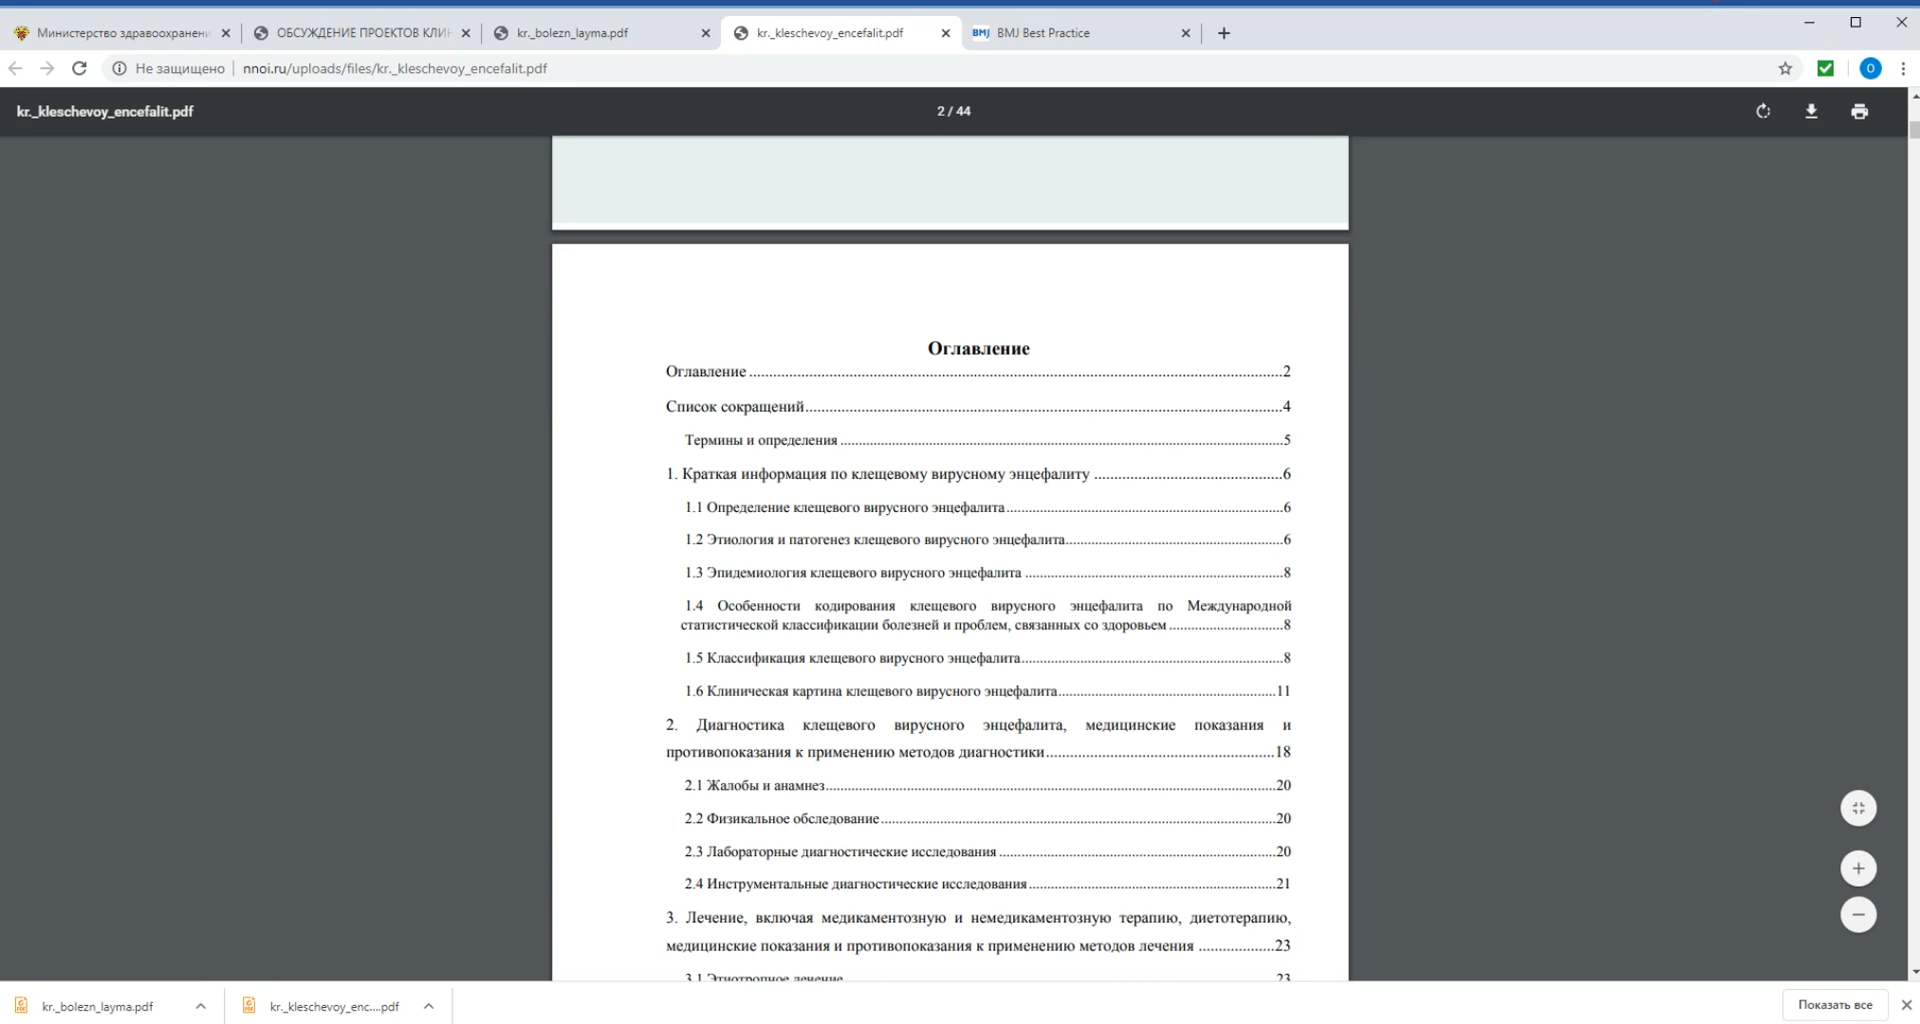 Министерство здравоохранени
ОБСУЖДЕНИЕ ПРОЕКТОВ КЛИН
kr._bolezn_layma.pdf
kr._kleschevoy_encefalit.pdf
BMJ BMJ Best Practice
Не защищено nnoi.ru/uploads/files/kr._kleschevoy_encefalit.pdf
O
kr._kleschevoy_encefalit.pdf
2 / 44
Оглавление
Оглавление ........ 2
Список сокращений ........ 4
Термины и определения ........ 5
1. Краткая информация по клещевому вирусному энцефалиту ........ 6
1.1 Определение клещевого вирусного энцефалита ........ 6
1.2 Этиология и патогенез клещевого вирусного энцефалита ........ 6
1.3 Эпидемиология клещевого вирусного энцефалита ........ 8
1.4 Особенности кодирования клещевого вирусного энцефалита по Международной
статистической классификации болезней и проблем, связанных со здоровьем ........ 8
1.5 Классификация клещевого вирусного энцефалита ........ 8
1.6 Клиническая картина клещевого вирусного энцефалита ........ 11
2. Диагностика клещевого вирусного энцефалита, медицинские показания и
противопоказания к применению методов диагностики ........ 18
2.1 Жалобы и анамнез ........ 20
2.2 Физикальное обследование ........ 20
2.3 Лабораторные диагностические исследования ........ 20
2.4 Инструментальные диагностические исследования ........ 21
3. Лечение, включая медикаментозную и немедикаментозную терапию, диетотерапию,
медицинские показания и противопоказания к применению методов лечения ........ 23
3.1 Этиотропное лечение ........ 23
kr._bolezn_layma.pdf
kr._kleschevoy_enc....pdf
Показать все